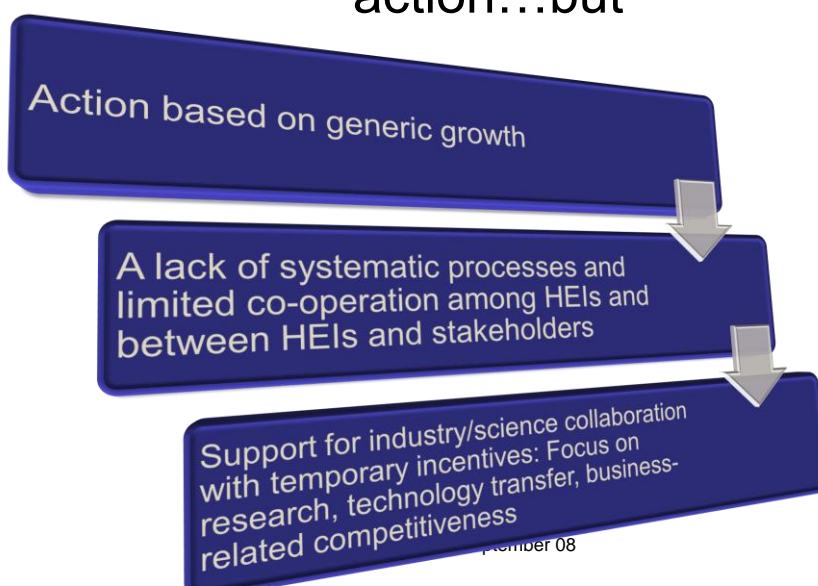 action…but
Action based on generic growth
A lack of systematic processes and
limited co-operation among HEIs and
between HEIs and stakeholders
Support for industry/science collaboration
with temporary incentives: Focus on
research, technology transfer, business-
related competitiveness
08